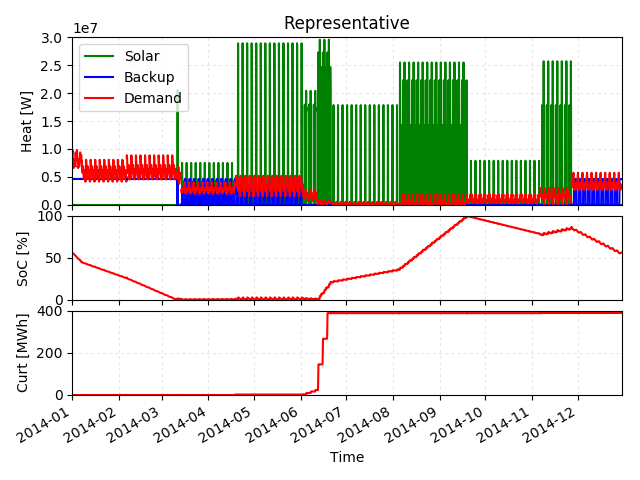 Representative
1e7
Solar
Backup
Demand
Heat [W]
3.0
2.5
2.0
1.5
1.0
0.5
0.0
SoC [%]
100
50
0
Curt [MWh]
400
200
0
2014-01
2014-02
2014-03
2014-04
2014-05
2014-06
2014-07
2014-08
2014-09
2014-10
2014-11
2014-12
Time